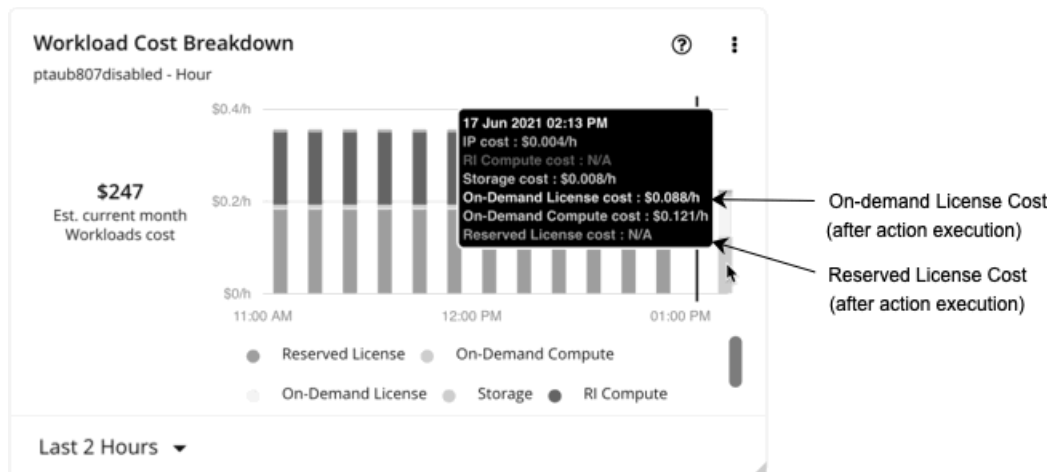 Workload Cost Breakdown
ptaub807disabled - Hour
$247
Est. current month
Workloads cost
$0.4/h
$0.2/h
$0/h
17 Jun 2021 02:13 PM
IP cost : $0.004/h
RI Compute cost : N/A
Storage cost : $0.008/h
On-Demand License cost : $0.088/h
On-Demand Compute cost : $0.121/h
Reserved License cost : N/A
11:00 AM 12:00 PM 01:00 PM
Reserved License On-Demand Compute
On-Demand License Storage RI Compute
Last 2 Hours
On-demand License Cost
(after action execution)
Reserved License Cost
(after action execution)